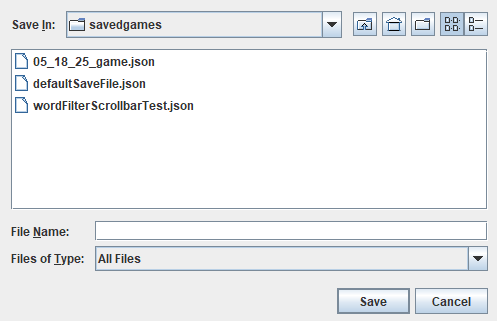 Save In: savedgames
05_18_25_game.json
defaultSaveFile.json
wordFilterScrollbarTest.json
File Name:
Files of Type: All Files
Save Cancel